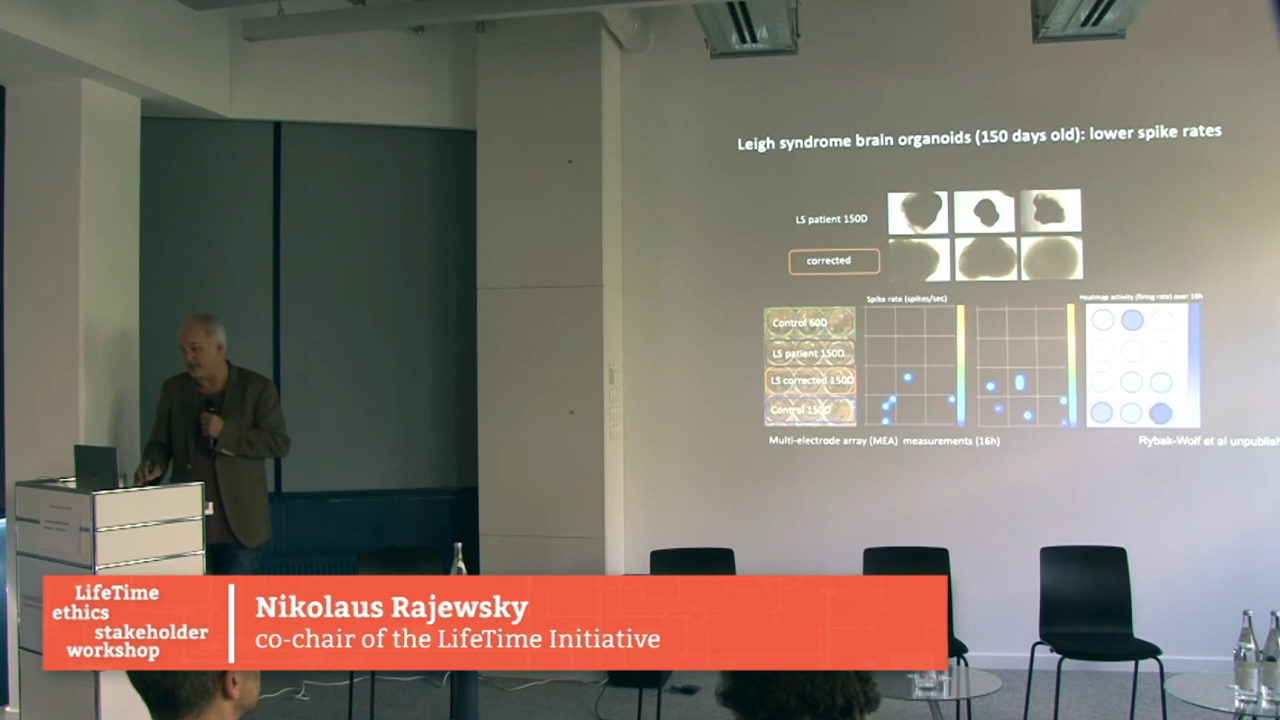 Leigh syndrome brain organoids (150 days old): lower spike rates
LS patient 150D
corrected
Spike rate (spikes/sec)
Heatmap activity (firing rate) over 16h
Control 60D
LS patient 150D
LS corrected 150D
Control 150D
Multi-electrode array (MEA) measurements (16h)
Rybak-Wolf et al unpublish
LifeTime
ethics
stakeholder
workshop
Nikolaus Rajewsky
co-chair of the LifeTime Initiative